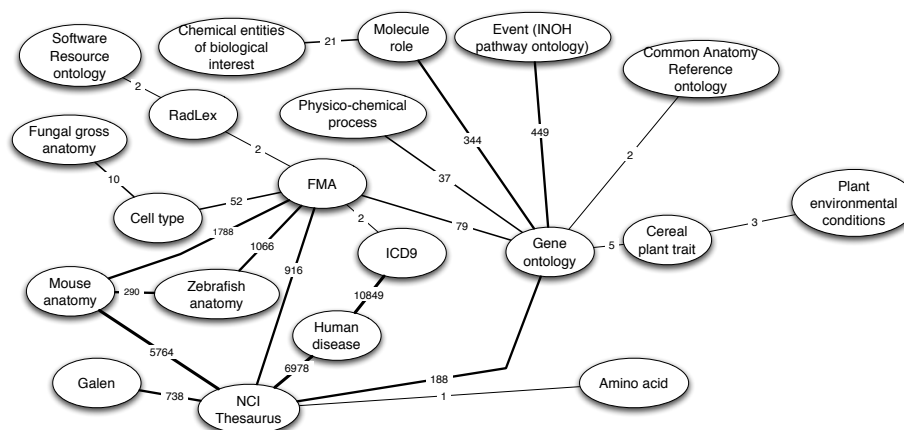 Software
Resource
ontology
Chemical entities
of biological
interest
21
Molecule
role
Event (INOH
pathway ontology)
Common Anatomy
Reference
ontology
2
RadLex
Physico-chemical
process
344
449
2
Fungal gross
anatomy
10
2
37
FMA
Cell type
52
2
79
Plant
environmental
conditions
3
Cereal
plant trait
5
Gene
ontology
1788
1066
916
ICD9
Mouse
anatomy
290
Zebrafish
anatomy
10849
Human
disease
5764
6978
188
Galen
738
NCI
Thesaurus
1
Amino acid